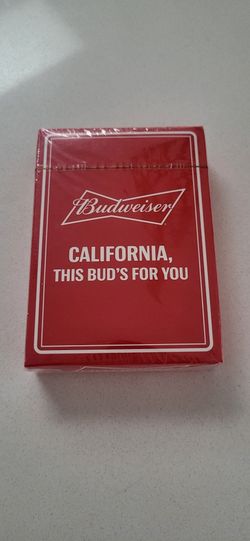 Budweiser
CALIFORNIA,
THIS BUD'S FOR YOU